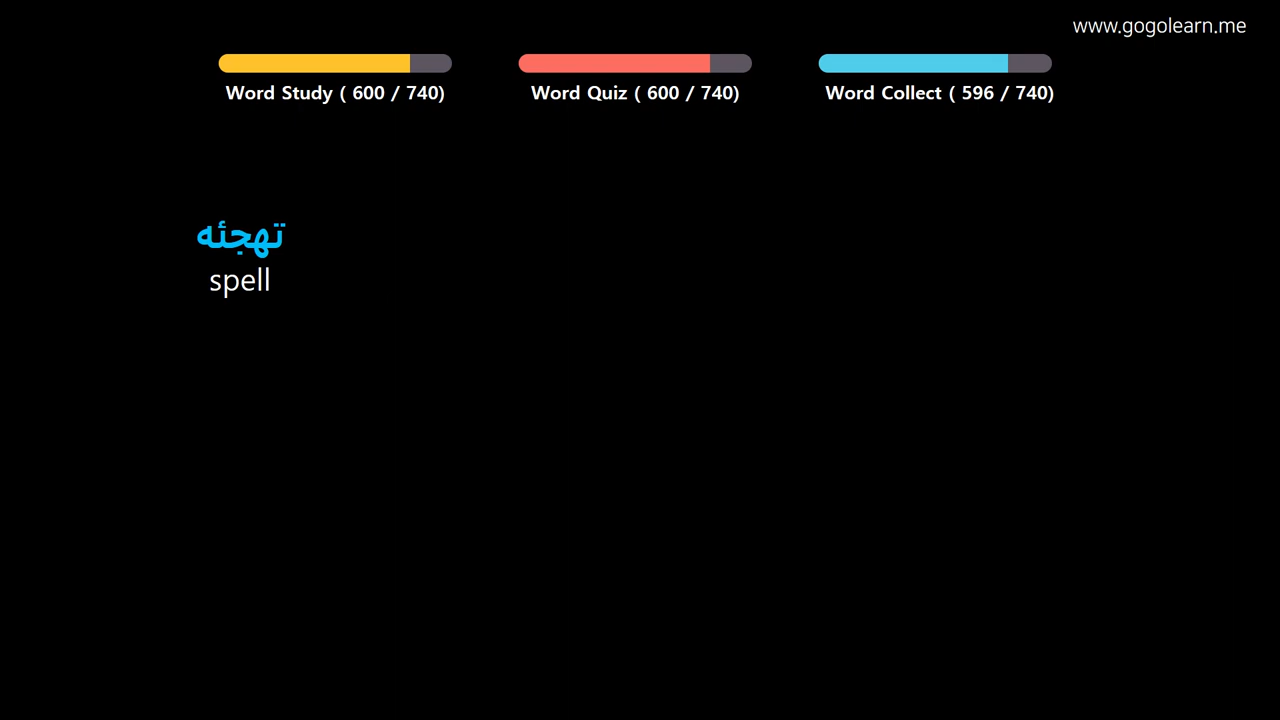 www.gogolearn.me
Word Study ( 600 / 740)
Word Quiz ( 600 / 740)
Word Collect ( 596 / 740)
تهجئه
spell